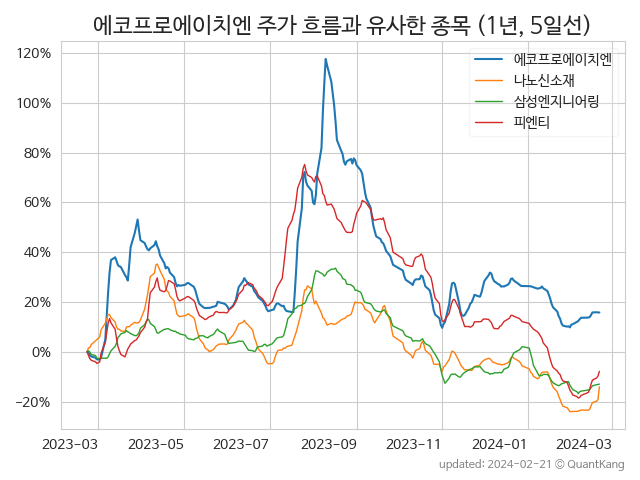 에코프로에이치엔 주가 흐름과 유사한 종목 (1년, 5일선)
에코프로에이치엔
나노신소재
삼성엔지니어링
피엔티
120%
100%
80%
60%
40%
20%
0%
−20%
2023-03 2023-05 2023-07 2023-09 2023-11 2024-01 2024-03
updated: 2024-02-21 © QuantKang